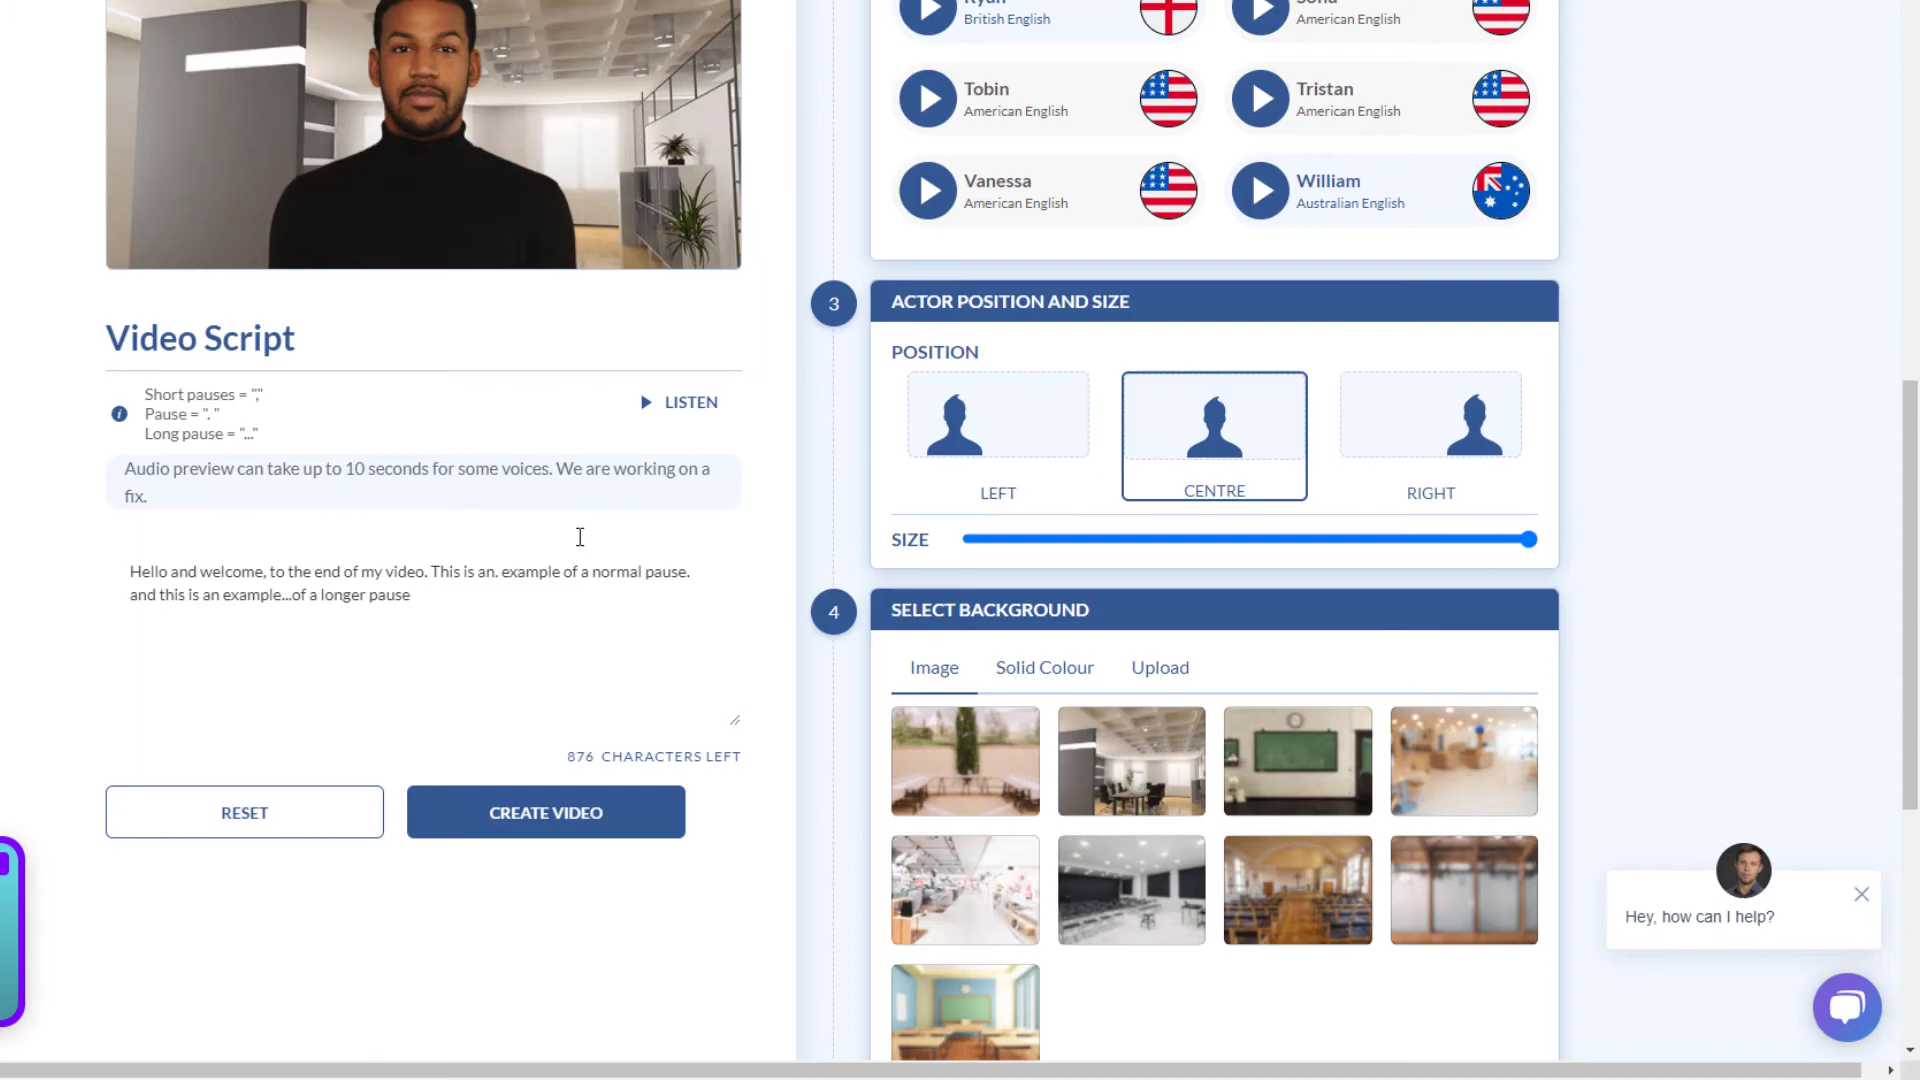 Video Script
Short pauses = ","
Pause = ". "
Long pause = "..."
LISTEN
Audio preview can take up to 10 seconds for some voices. We are working on a
fix.
Hello and welcome, to the end of my video. This is an. example of a normal pause.
and this is an example...of a longer pause
876 CHARACTERS LEFT
RESET
CREATE VIDEO
Ryan
British English
Sofia
American English
Tobin
American English
Tristan
American English
Vanessa
American English
William
Australian English
3
ACTOR POSITION AND SIZE
POSITION
LEFT
CENTRE
RIGHT
SIZE
4
SELECT BACKGROUND
Image
Solid Colour
Upload
Hey, how can I help?